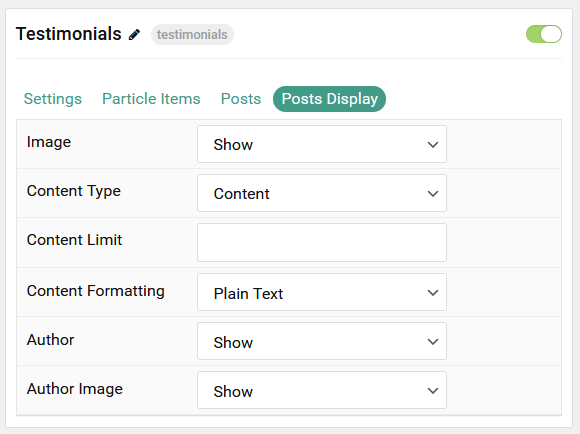 Testimonials testimonials
Settings Particle Items Posts Posts Display
Image Show
Content Type Content
Content Limit
Content Formatting Plain Text
Author Show
Author Image Show